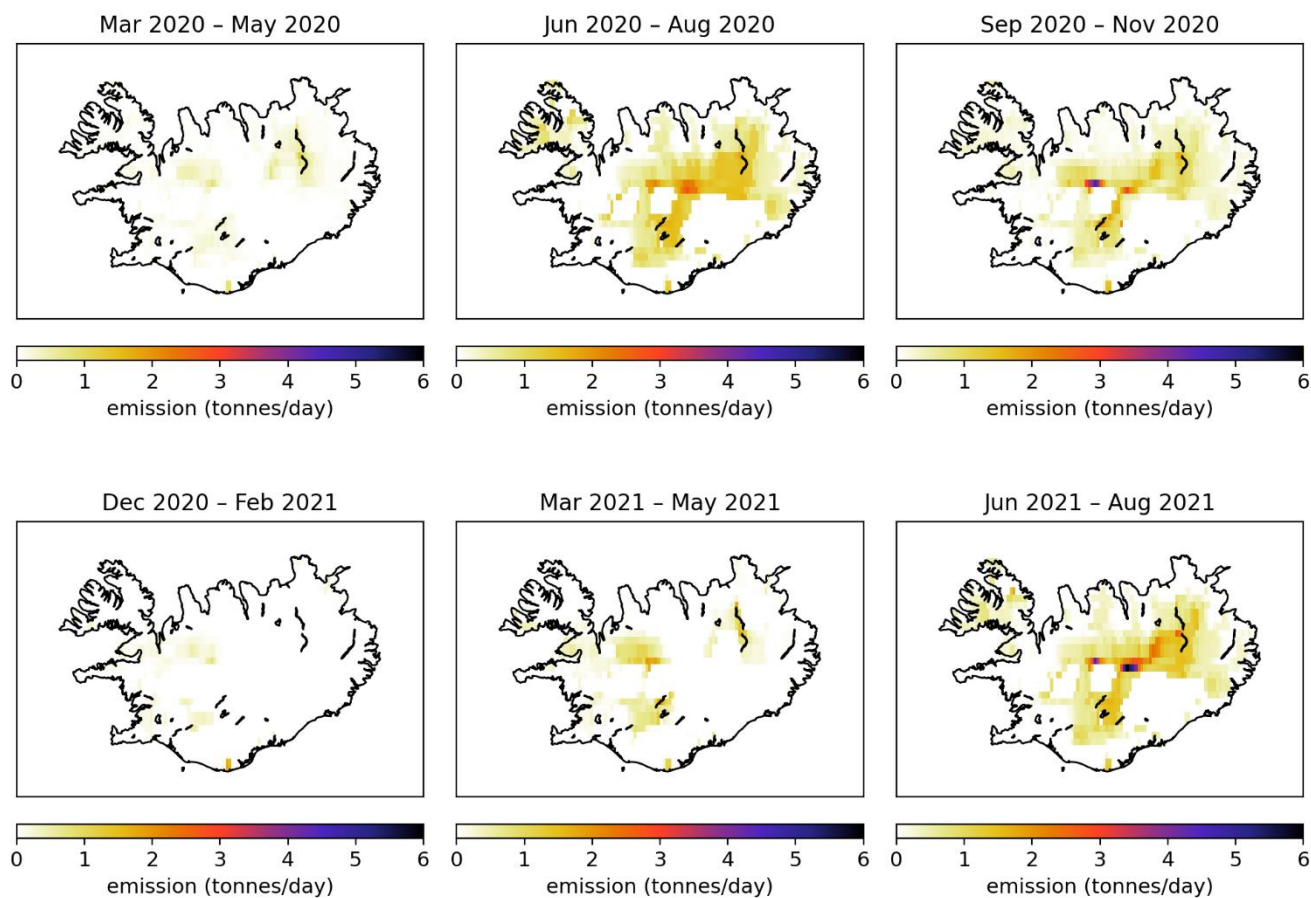 Mar 2020 – May 2020
Jun 2020 – Aug 2020
Sep 2020 – Nov 2020
0 1 2 3 4 5 6
0 1 2 3 4 5 6
0 1 2 3 4 5 6
emission (tonnes/day)
emission (tonnes/day)
emission (tonnes/day)
Dec 2020 – Feb 2021
Mar 2021 – May 2021
Jun 2021 – Aug 2021
0 1 2 3 4 5 6
0 1 2 3 4 5 6
0 1 2 3 4 5 6
emission (tonnes/day)
emission (tonnes/day)
emission (tonnes/day)